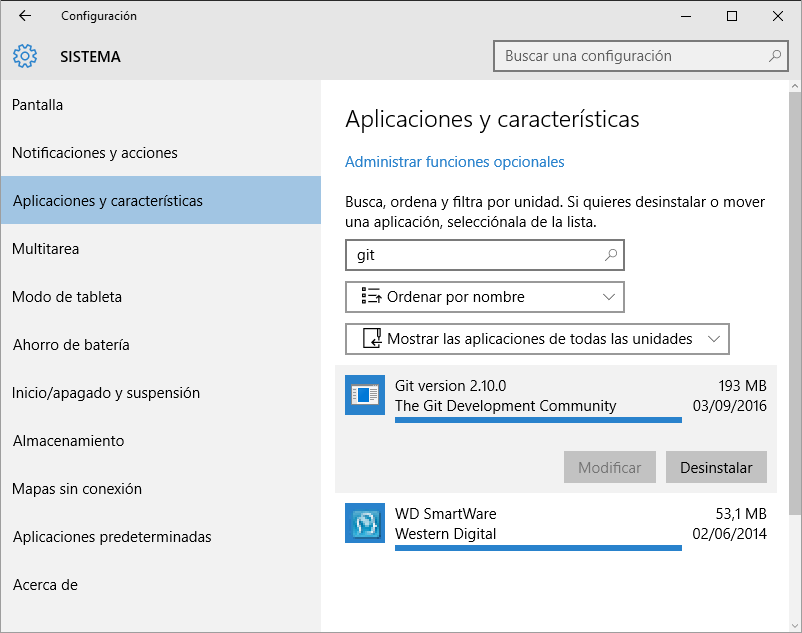 Configuración
SISTEMA
Buscar una configuración
Pantalla
Notificaciones y acciones
Aplicaciones y características
Multitarea
Modo de tableta
Ahorro de batería
Inicio/apagado y suspensión
Almacenamiento
Mapas sin conexión
Aplicaciones predeterminadas
Acerca de
Aplicaciones y características
Administrar funciones opcionales
Busca, ordena y filtra por unidad. Si quieres desinstalar o mover
una aplicación, selecciónala de la lista.
git
Ordenar por nombre
Mostrar las aplicaciones de todas las unidades
Git version 2.10.0 193 MB
The Git Development Community 03/09/2016
Modificar Desinstalar
WD SmartWare 53,1 MB
Western Digital 02/06/2014